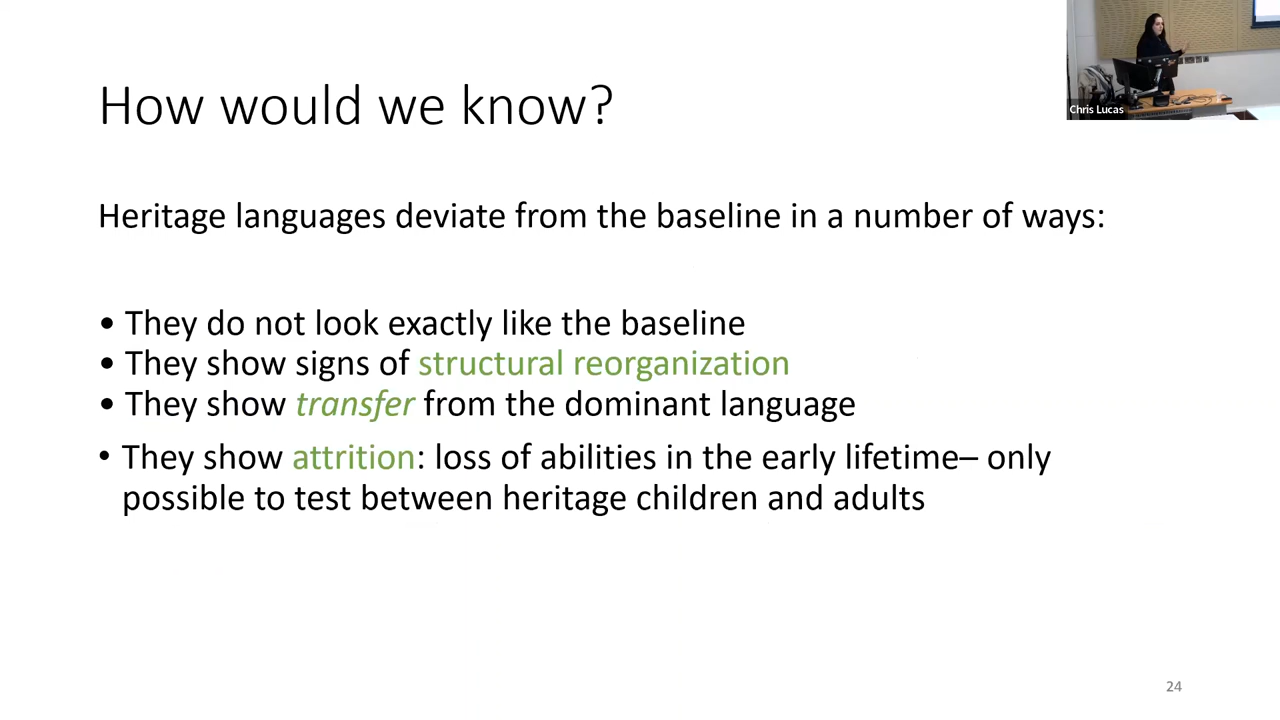 How would we know?
Chris Lucas
Heritage languages deviate from the baseline in a number of ways:
• They do not look exactly like the baseline
• They show signs of structural reorganization
• They show transfer from the dominant language
• They show attrition: loss of abilities in the early lifetime– only
possible to test between heritage children and adults
24